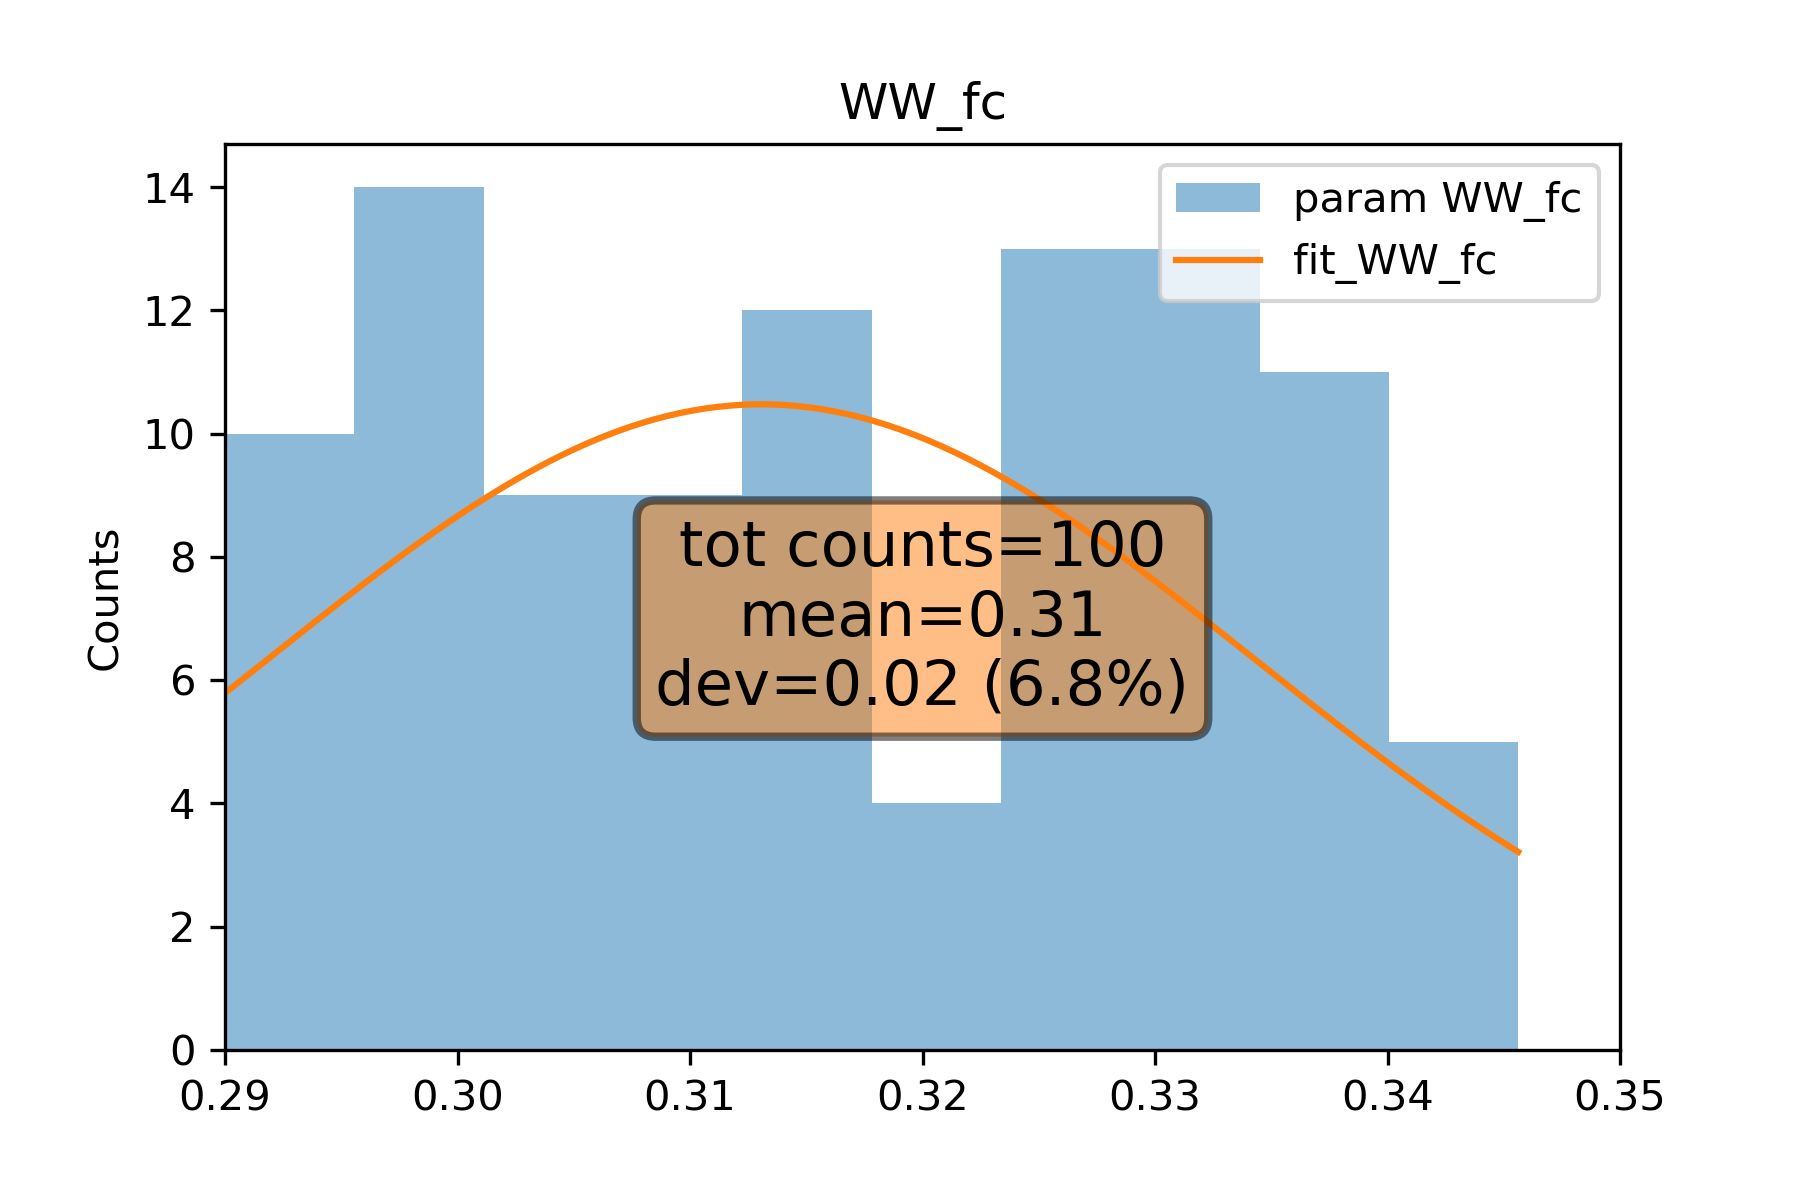 WW_fc
14
12
10
8
6
4
2
0
Counts
param WW_fc
fit_WW_fc
tot counts=100
mean=0.31
dev=0.02 (6.8%)
0.29 0.30 0.31 0.32 0.33 0.34 0.35